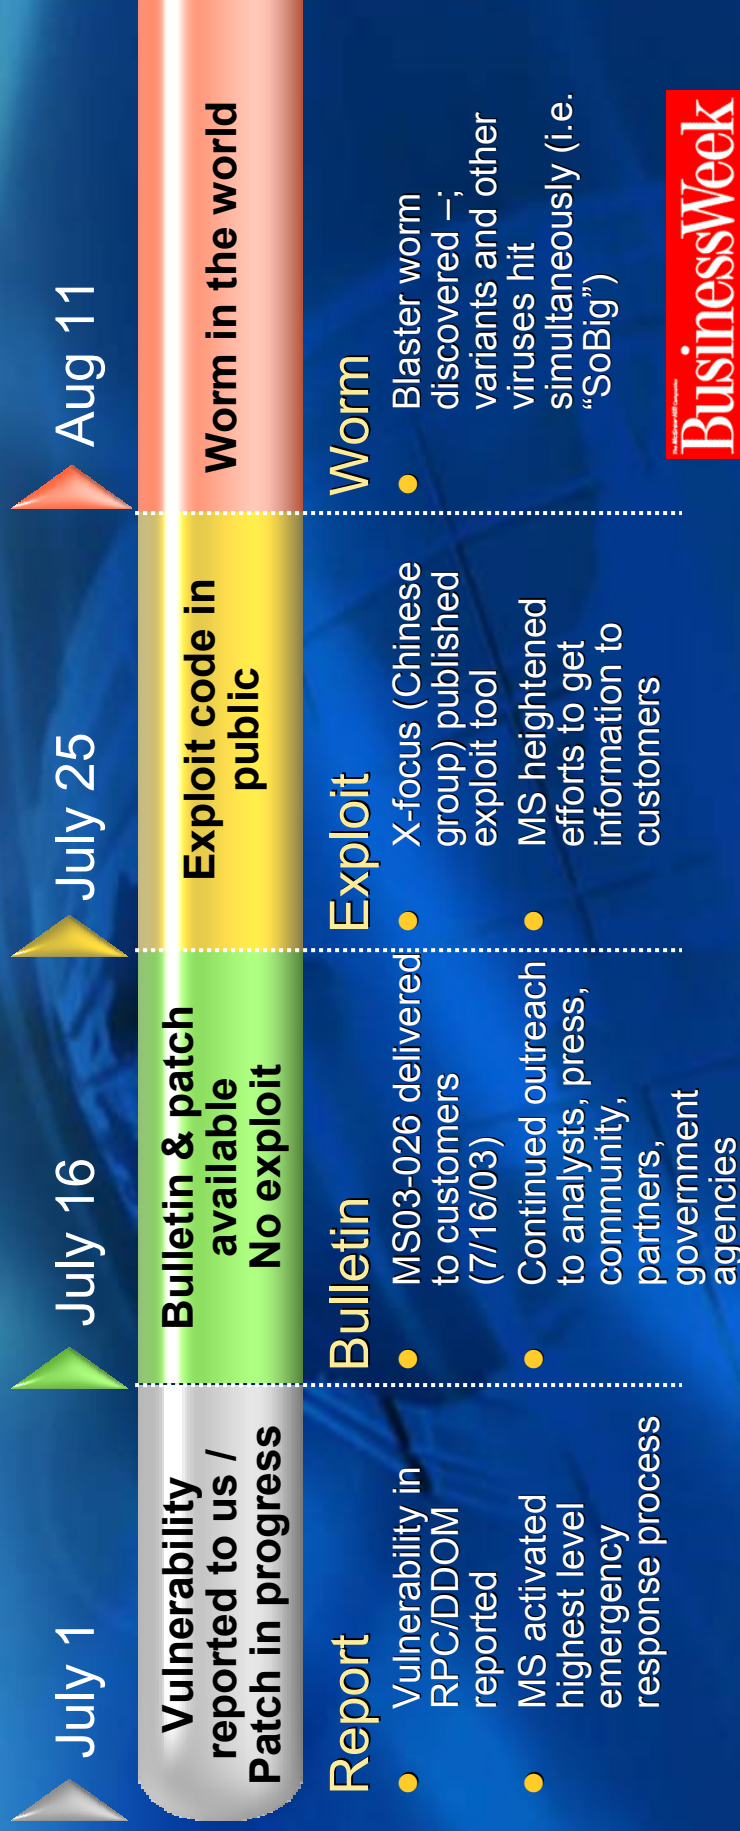 July 1
July 16
July 25
Aug 11
Vulnerability
reported to us /
Patch in progress
Bulletin & patch
available
No exploit
Exploit code in
public
Worm in the world
Report
Vulnerability in
RPC/DDOM
reported
MS activated
highest level
emergency
response process
Bulletin
MS03-026 delivered
to customers
(7/16/03)
Continued outreach
to analysts, press,
community,
partners,
government
agencies
Exploit
X-focus (Chinese
group) published
exploit tool
MS heightened
efforts to get
information to
customers
Worm
Blaster worm
discovered –;
variants and other
viruses hit
simultaneously (i.e.
“SoBig”)
The McGraw-Hill Companies
BusinessWeek